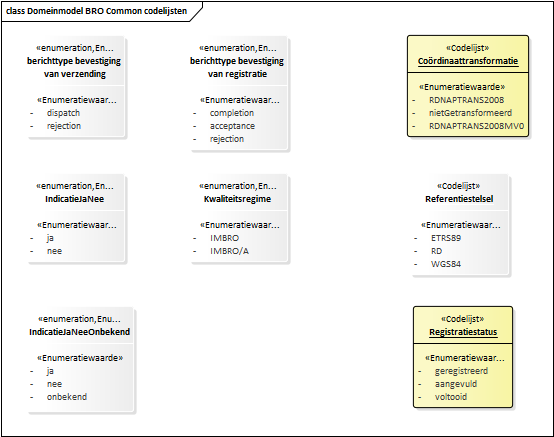 class Domeinmodel BRO Common codelijsten
«enumeration,En...
berichttype bevestiging
van verzending
«Enumeratiewaar...
- dispatch
- rejection
«enumeration,En...
berichttype bevestiging
van registratie
«Enumeratiewaar...
- completion
- acceptance
- rejection
«Codelijst»
Coördinaattransformatie
«Enumeratiewaarde»
- RDNAPTRANS2008
- nietGetransformeerd
- RDNAPTRANS2008MV0
«enumeration,En...
IndicatieJaNee
«Enumeratiewaar...
- ja
- nee
«enumeration,En...
Kwaliteitsregime
«Enumeratiewaar...
- IMBRO
- IMBRO/A
«Codelijst»
Referentiestelsel
«Enumeratiewaar...
- ETRS89
- RD
- WGS84
«enumeration,Enu...
IndicatieJaNeeOnbekend
«Enumeratiewaarde»
- ja
- nee
- onbekend
«Codelijst»
Registratiestatus
«Enumeratiewaar...
- geregistreerd
- aangevuld
- voltooid